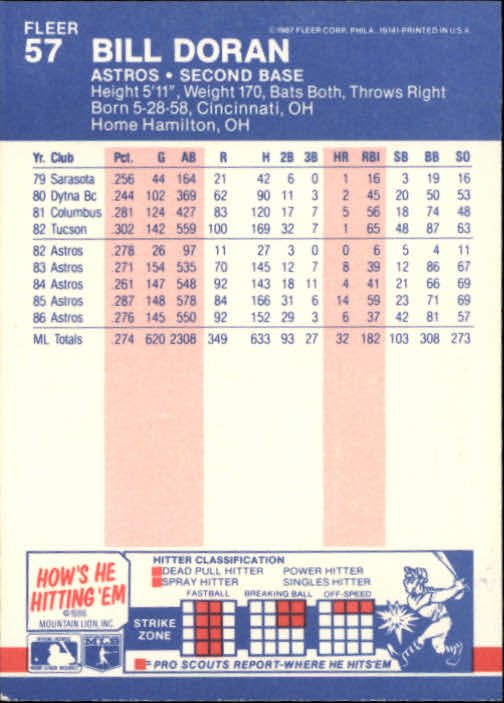 FLEER
57 BILL DORAN
© 1987 FLEER CORP. PHILA. 19141-PRINTED IN U.S.A.
ASTROS • SECOND BASE
Height 5'11", Weight 170, Bats Both, Throws Right
Born 5-28-58, Cincinnati, OH
Home Hamilton, OH
Yr. Club Pct. G AB R H 2B 3B HR RBI SB BB SO
79 Sarasota .256 44 164 21 42 6 0 1 16 3 19 16
80 Dytna Bc .244 102 369 62 90 11 3 2 45 20 50 53
81 Columbus .281 124 427 83 120 17 7 5 56 18 74 48
82 Tucson .302 142 559 100 169 32 7 1 65 48 87 63
82 Astros .278 26 97 11 27 3 0 0 6 5 4 11
83 Astros .271 154 535 70 145 12 7 8 39 12 86 67
84 Astros .261 147 548 92 143 18 11 4 41 21 66 69
85 Astros .287 148 578 84 166 31 6 14 59 23 71 69
86 Astros .276 145 550 92 152 29 3 6 37 42 81 57
ML Totals .274 620 2308 349 633 93 27 32 182 103 308 273
HOW'S HE
HITTING 'EM
© 1986
MOUNTAIN LION, INC.
HITTER CLASSIFICATION
DEAD PULL HITTER POWER HITTER
SPRAY HITTER SINGLES HITTER
FASTBALL BREAKING BALL OFF-SPEED
STRIKE
ZONE
= PRO SCOUTS REPORT-WHERE HE HITS 'EM
MLB